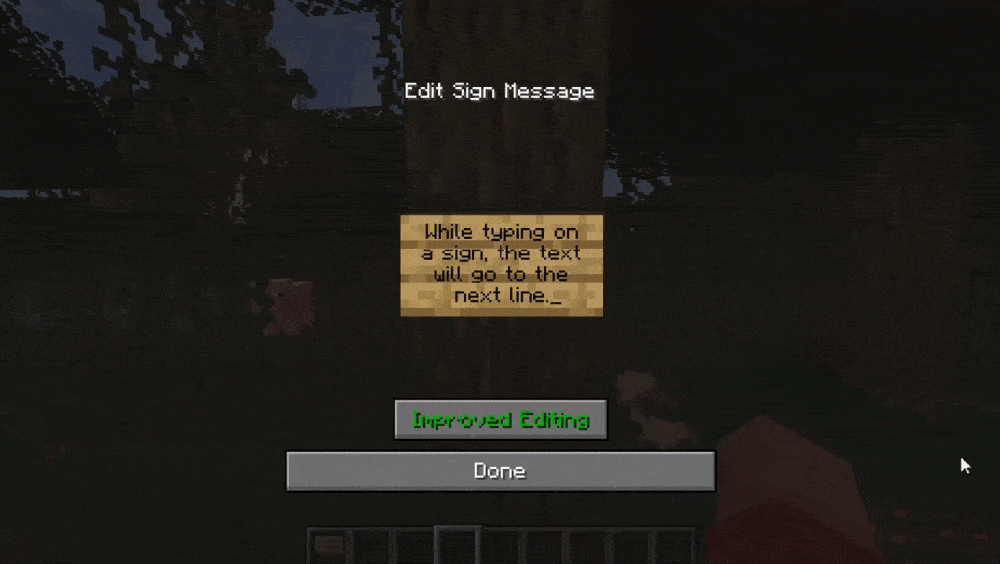 Edit Sign Message
While typing on
a sign, the text
will go to the
next line._
Improved Editing
Done